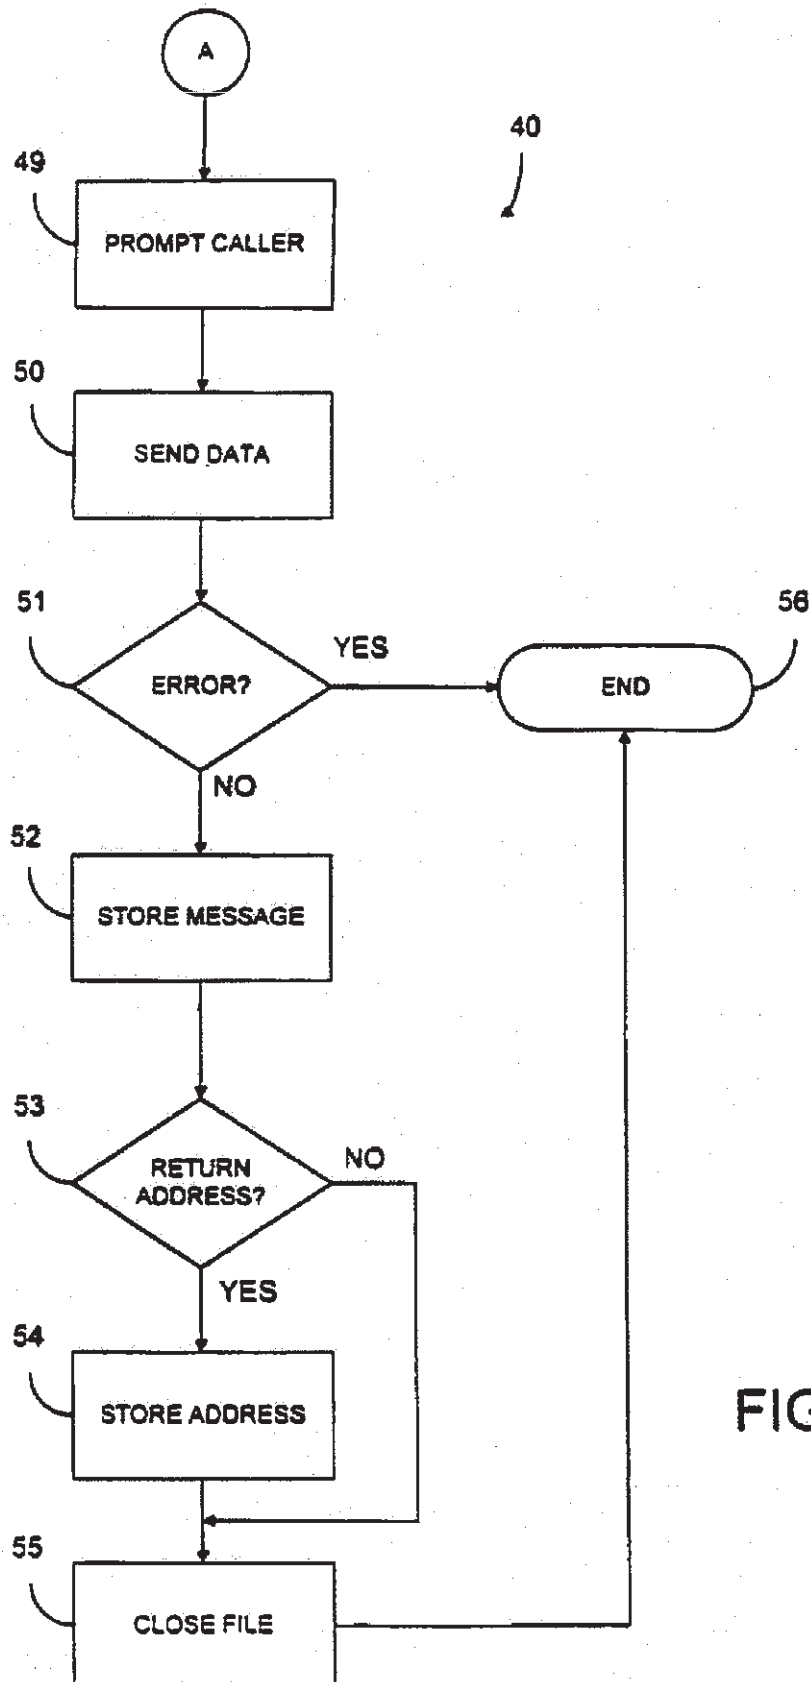 A
40
49
PROMPT CALLER
50
SEND DATA
51
ERROR?
YES
56
END
NO
52
STORE MESSAGE
53
RETURN
ADDRESS?
NO
YES
54
STORE ADDRESS
FIG
55
CLOSE FILE